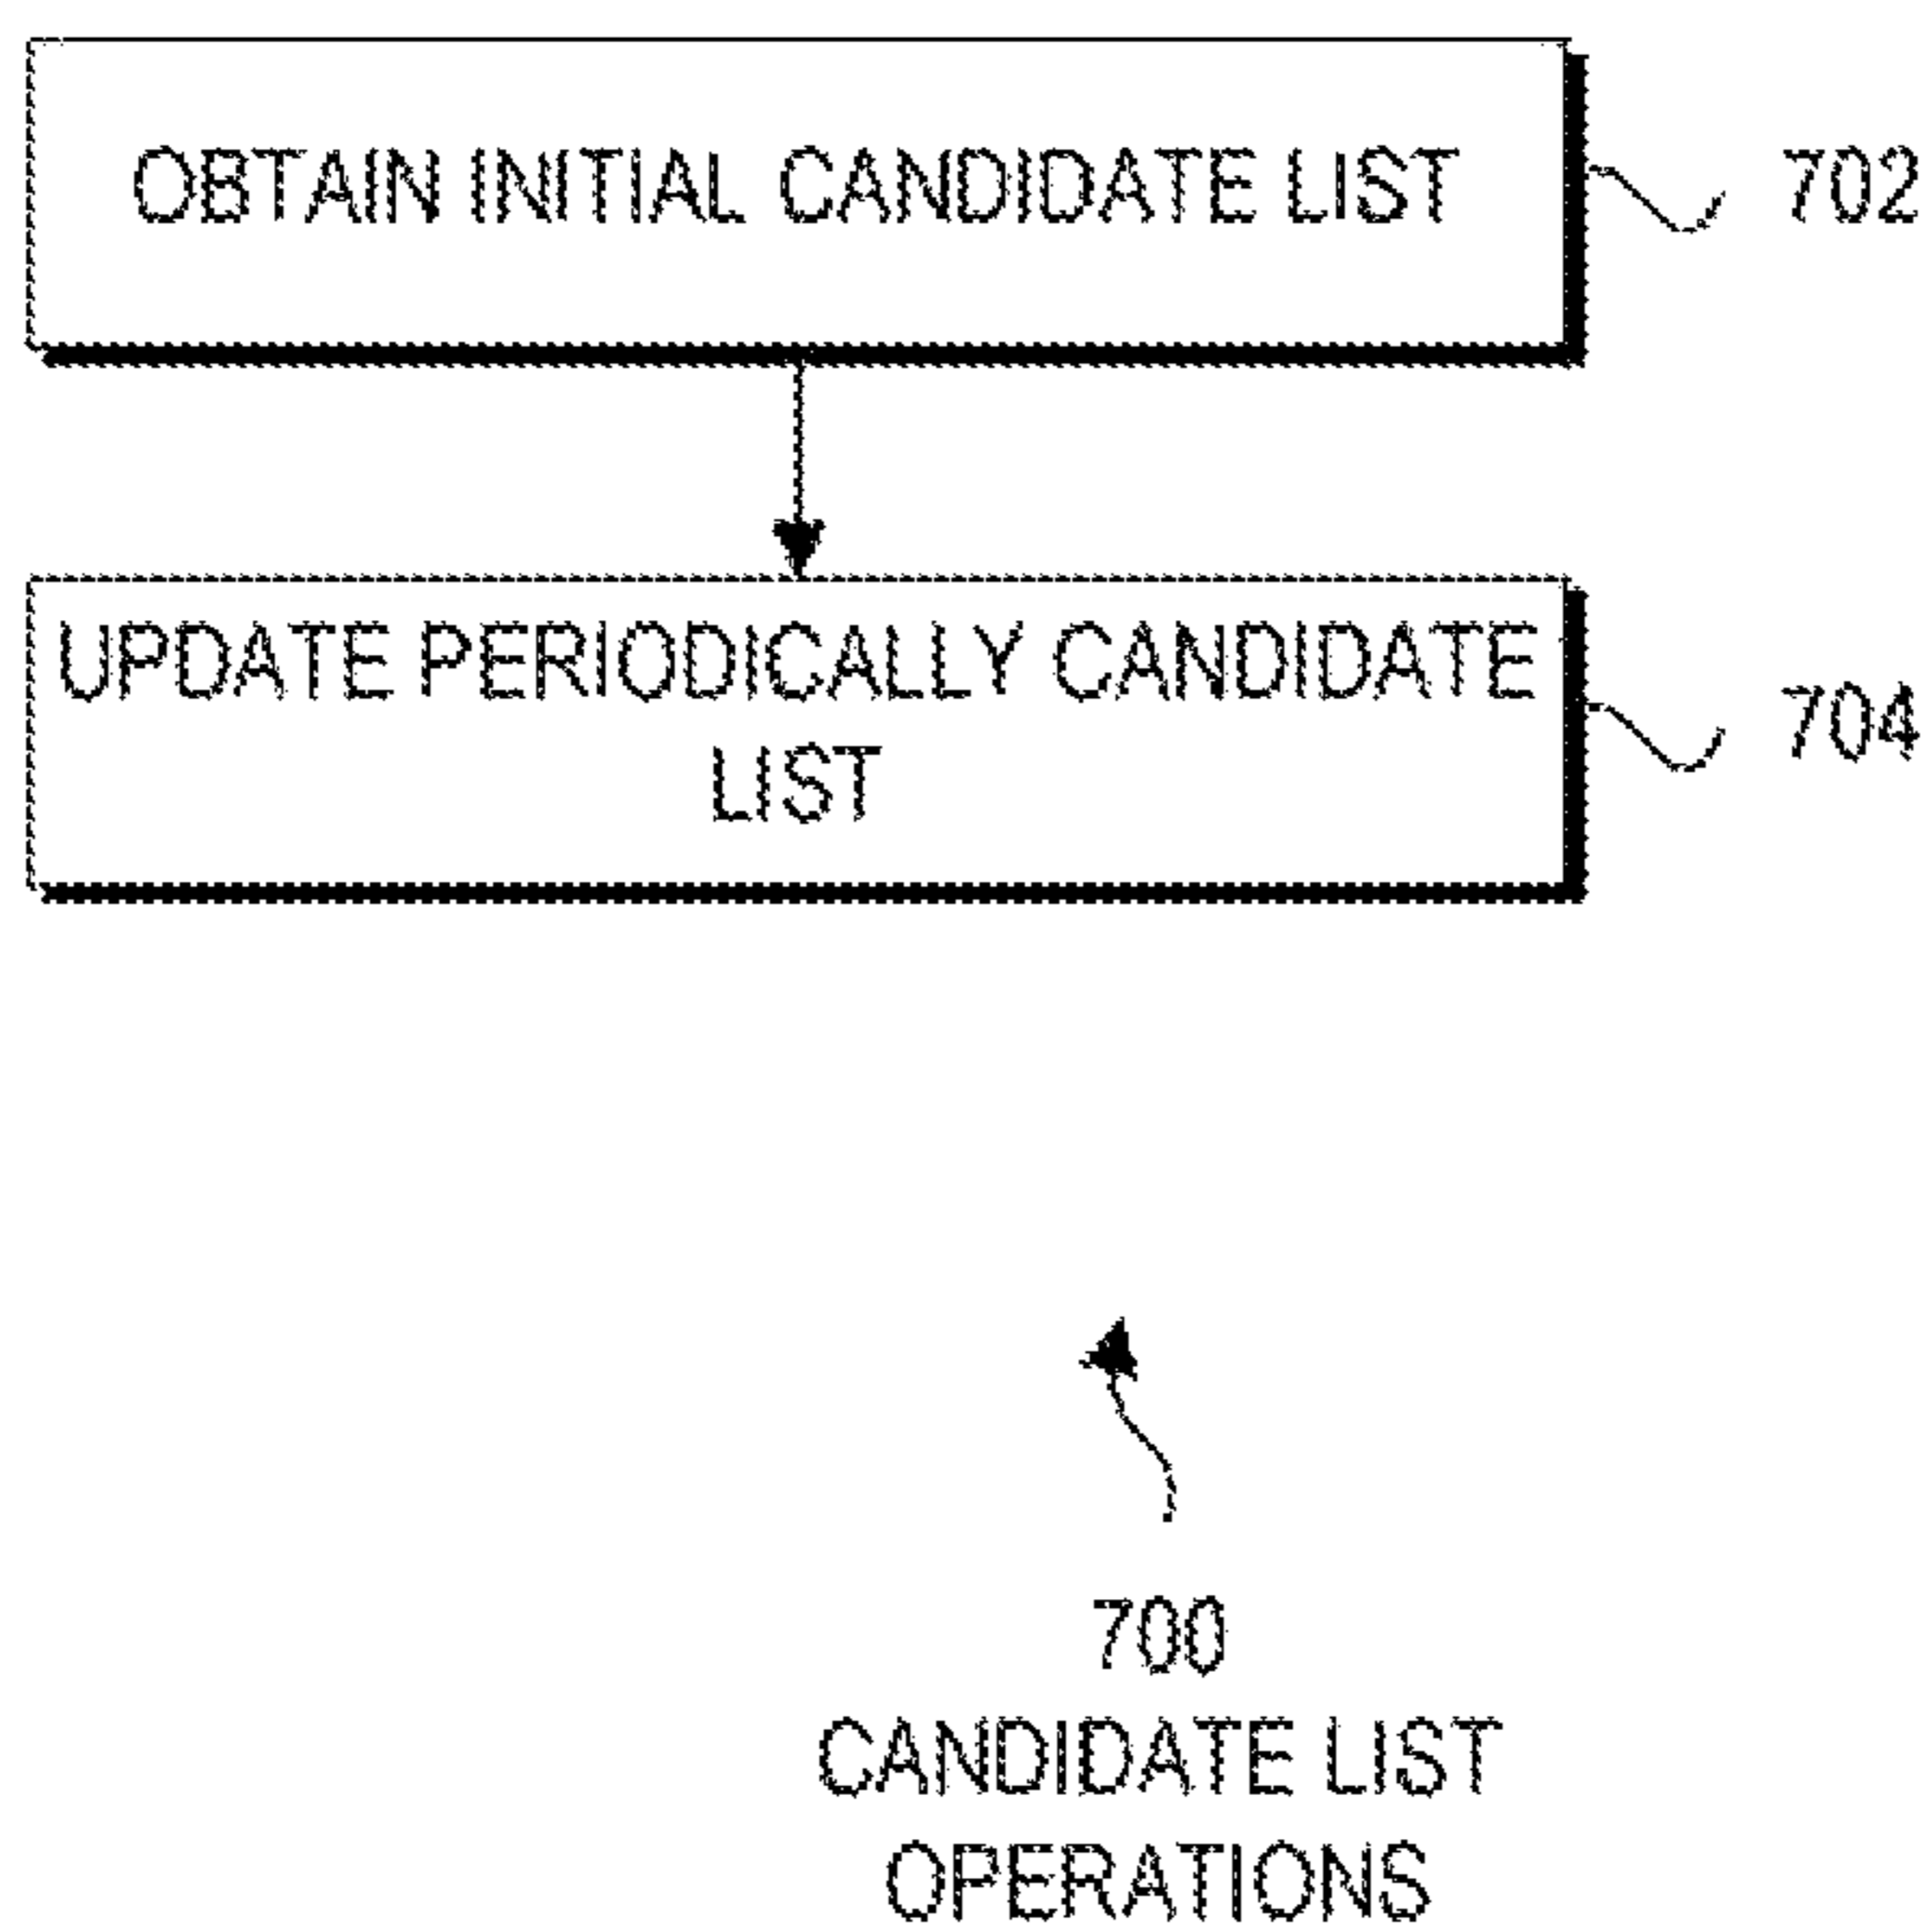 OBTAIN INITIAL CANDIDATE LIST
702
UPDATE PERIODICALLY CANDIDATE
LIST
704
700
CANDIDATE LIST
OPERATIONS